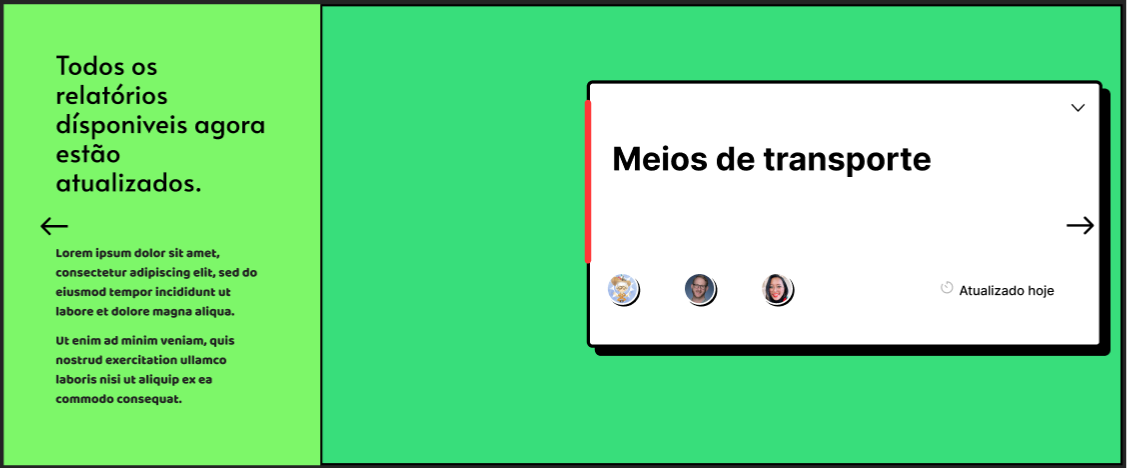 Todos os
relatórios
dísponiveis agora
estão
atualizados.
Lorem ipsum dolor sit amet,
consectetur adipiscing elit, sed do
eiusmod tempor incididunt ut
labore et dolore magna aliqua.
Ut enim ad minim veniam, quis
nostrud exercitation ullamco
laboris nisi ut aliquip ex ea
commodo consequat.
Meios de transporte
Atualizado hoje